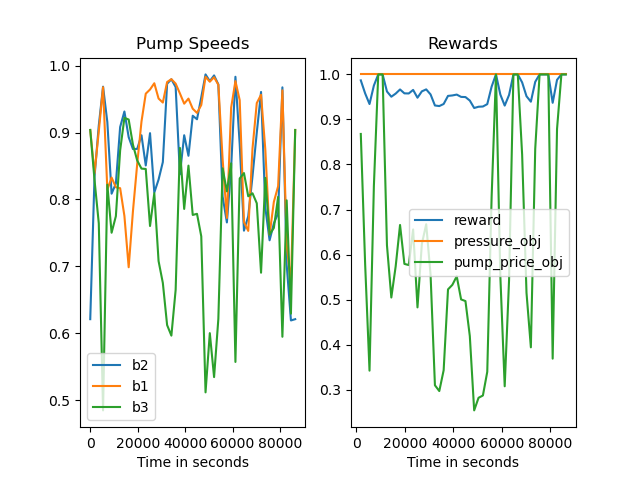 Pump Speeds
1.0
0.9
0.8
0.7
0.6
0.5
b2
b1
b3
0 20000 40000 60000 80000
Time in seconds
Rewards
1.0
0.9
0.8
0.7
0.6
0.5
0.4
0.3
reward
pressure_obj
pump_price_obj
0 20000 40000 60000 80000
Time in seconds